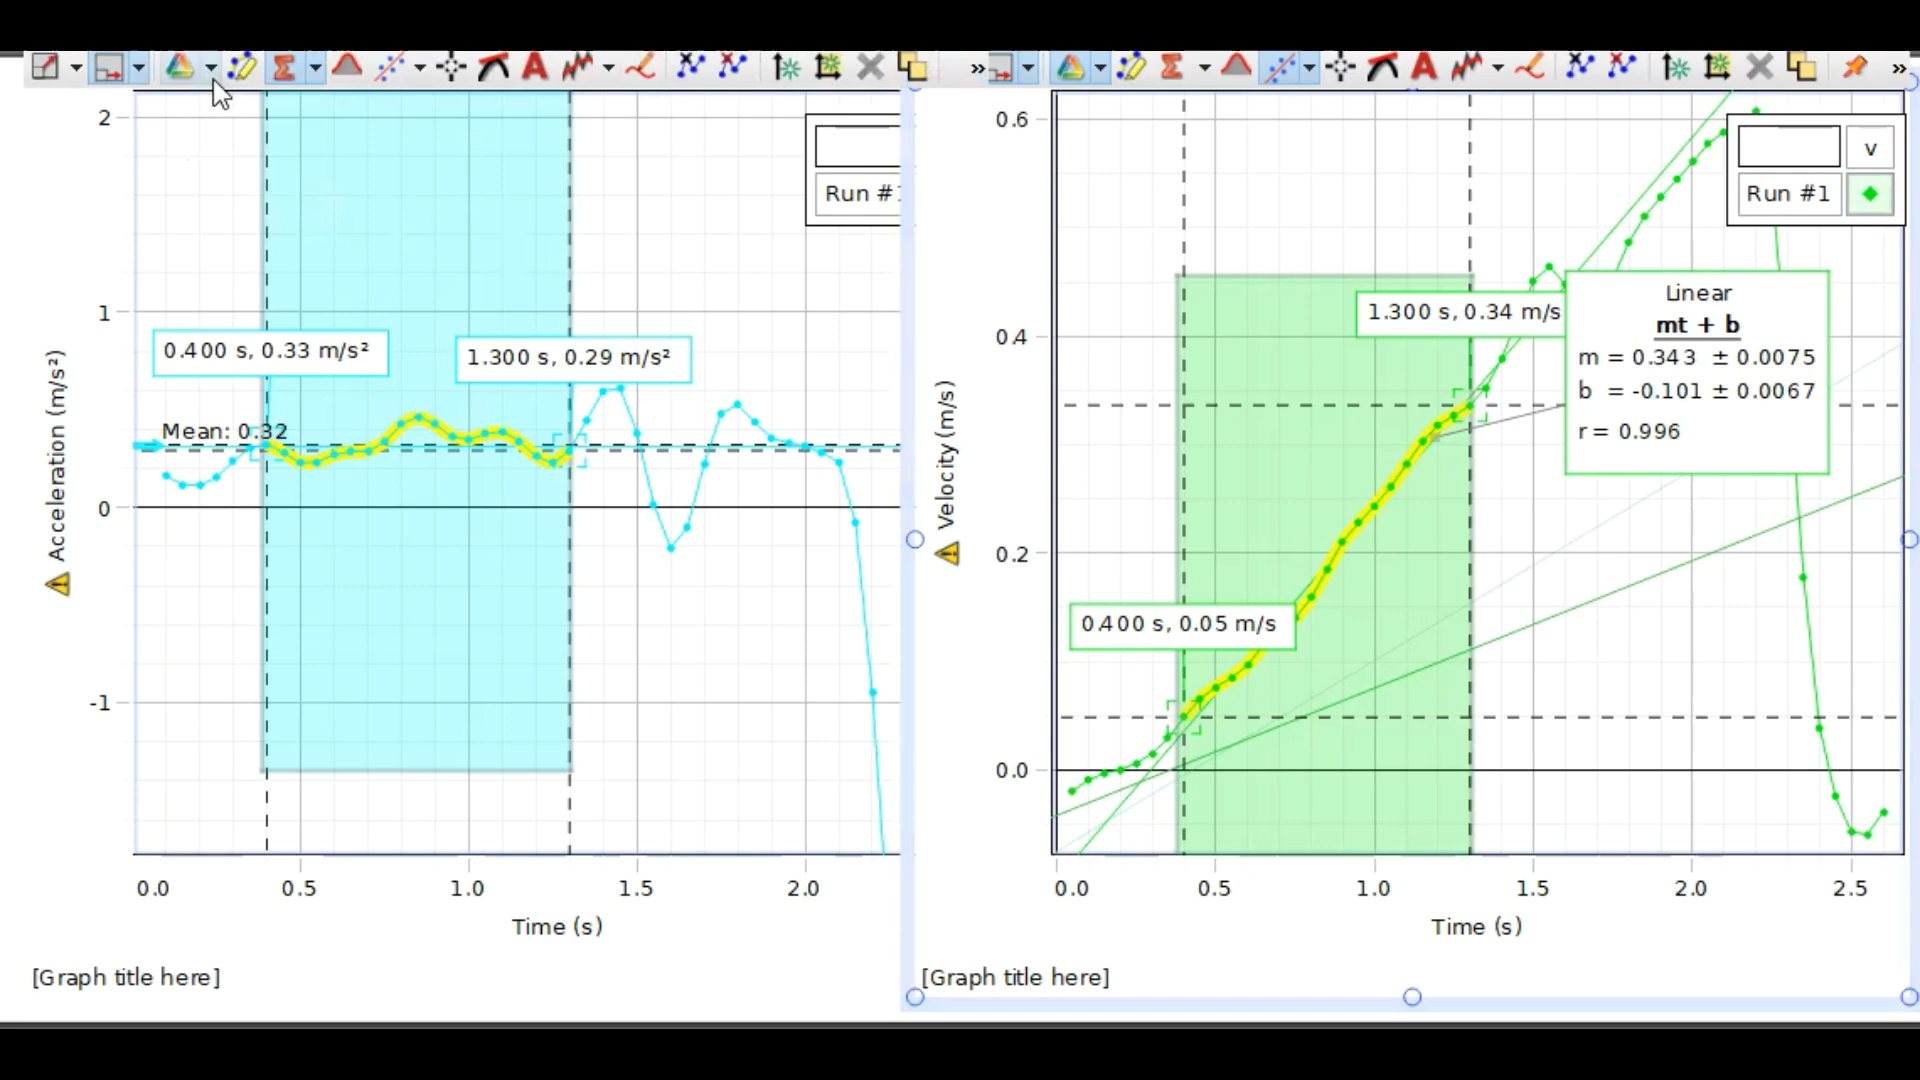 2
1
0
-1
Acceleration (m/s²)
0.400 s, 0.33 m/s²
1.300 s, 0.29 m/s²
Mean: 0.32
Run #1
0.0 0.5 1.0 1.5 2.0
Time (s)
[Graph title here]
0.6
0.4
0.2
0.0
Velocity (m/s)
v
Run #1
1.300 s, 0.34 m/s
Linear
mt + b
m = 0.343 ± 0.0075
b = -0.101 ± 0.0067
r = 0.996
0.400 s, 0.05 m/s
0.0 0.5 1.0 1.5 2.0 2.5
Time (s)
[Graph title here]